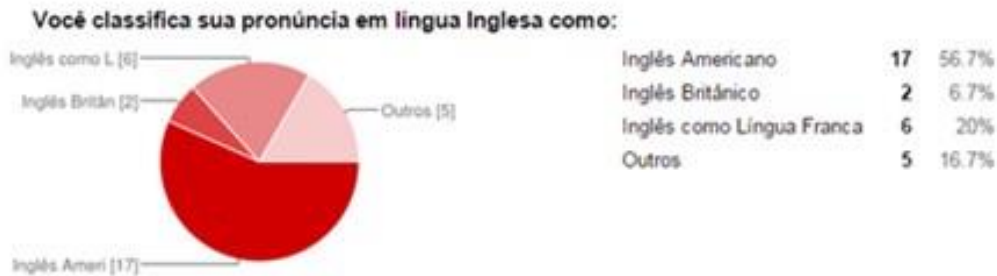 Você classifica sua pronúncia em língua Inglesa como:
Inglês como L [6]
Inglês Britân [2]
Outros [5]
Inglês Ameri [17]
Inglês Americano 17 56.7%
Inglês Britânico 2 6.7%
Inglês como Língua Franca 6 20%
Outros 5 16.7%